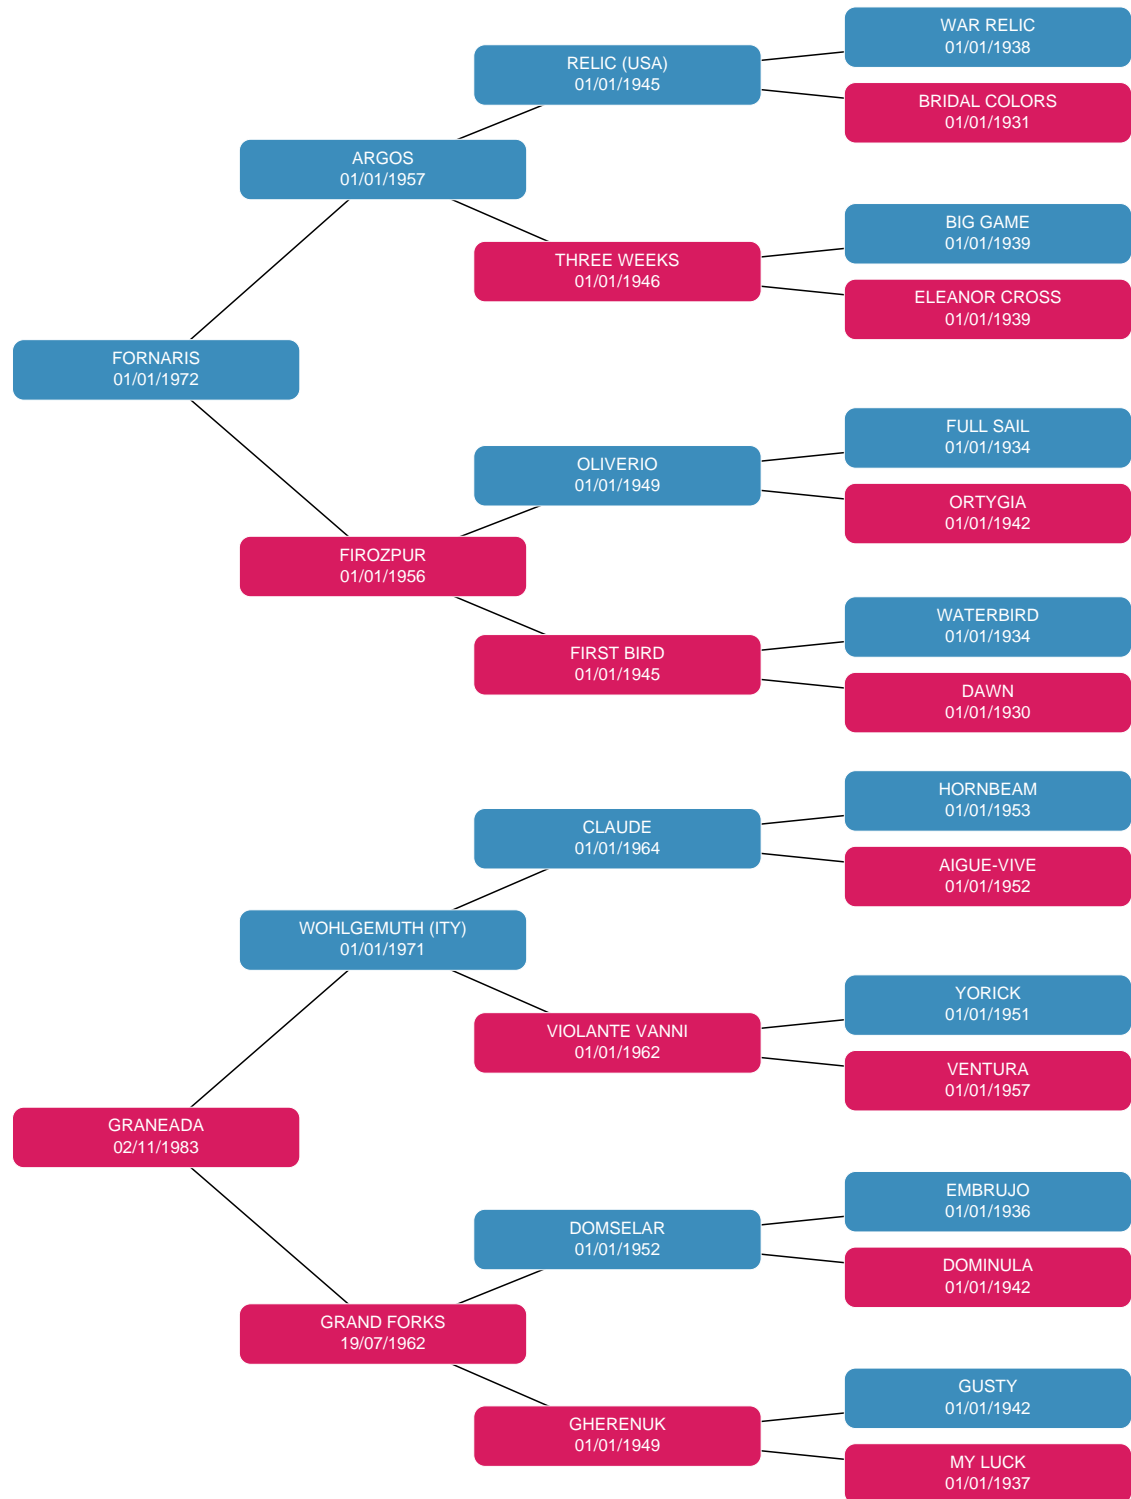 WAR RELIC
01/01/1938
RELIC (USA)
01/01/1945
BRIDAL COLORS
01/01/1931
ARGOS
01/01/1957
BIG GAME
01/01/1939
THREE WEEKS
01/01/1946
ELEANOR CROSS
01/01/1939
FORNARIS
01/01/1972
FULL SAIL
01/01/1934
OLIVERIO
01/01/1949
ORTYGIA
01/01/1942
FIROZPUR
01/01/1956
WATERBIRD
01/01/1934
FIRST BIRD
01/01/1945
DAWN
01/01/1930
HORNBEAM
01/01/1953
CLAUDE
01/01/1964
AIGUE-VIVE
01/01/1952
WOHLGEMUTH (ITY)
01/01/1971
YORICK
01/01/1951
VIOLANTE VANNI
01/01/1962
VENTURA
01/01/1957
GRANEADA
02/11/1983
EMBRUJO
01/01/1936
DOMSELAR
01/01/1952
DOMINULA
01/01/1942
GRAND FORKS
19/07/1962
GUSTY
01/01/1942
GHERENUK
01/01/1949
MY LUCK
01/01/1937